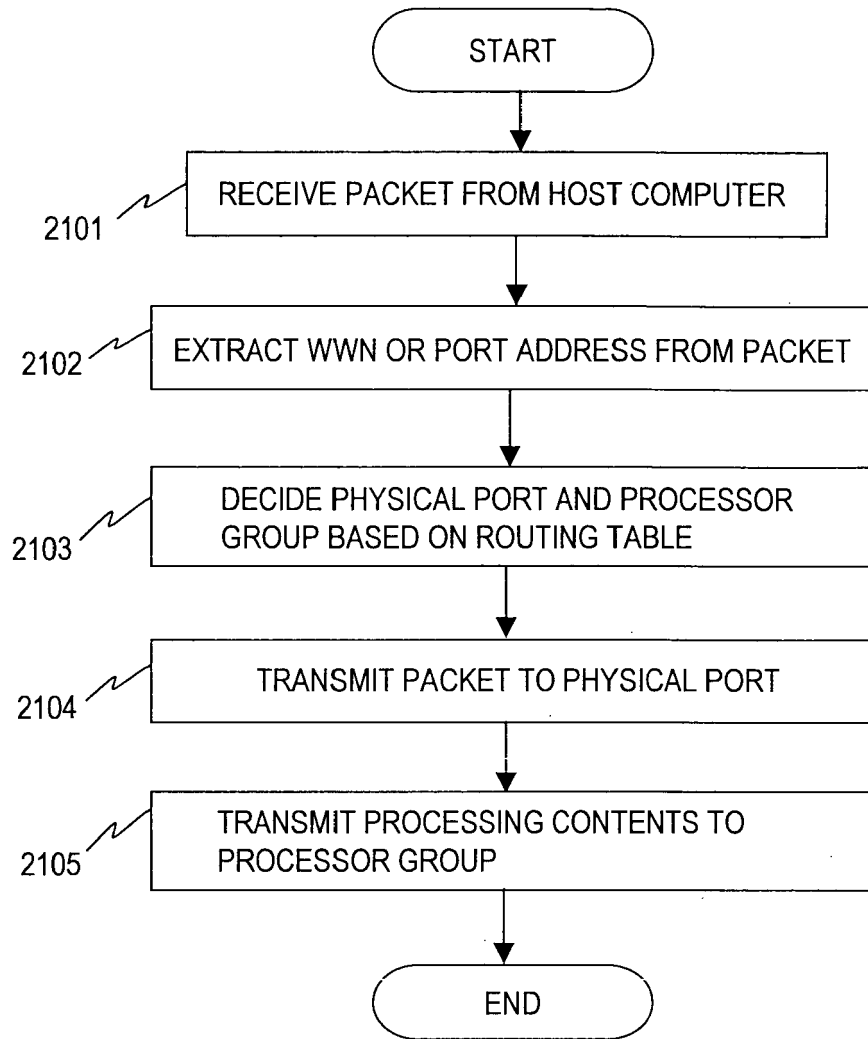 START
RECEIVE PACKET FROM HOST COMPUTER
2101
EXTRACT WWN OR PORT ADDRESS FROM PACKET
2102
DECIDE PHYSICAL PORT AND PROCESSOR
GROUP BASED ON ROUTING TABLE
2103
TRANSMIT PACKET TO PHYSICAL PORT
2104
TRANSMIT PROCESSING CONTENTS TO
PROCESSOR GROUP
2105
END